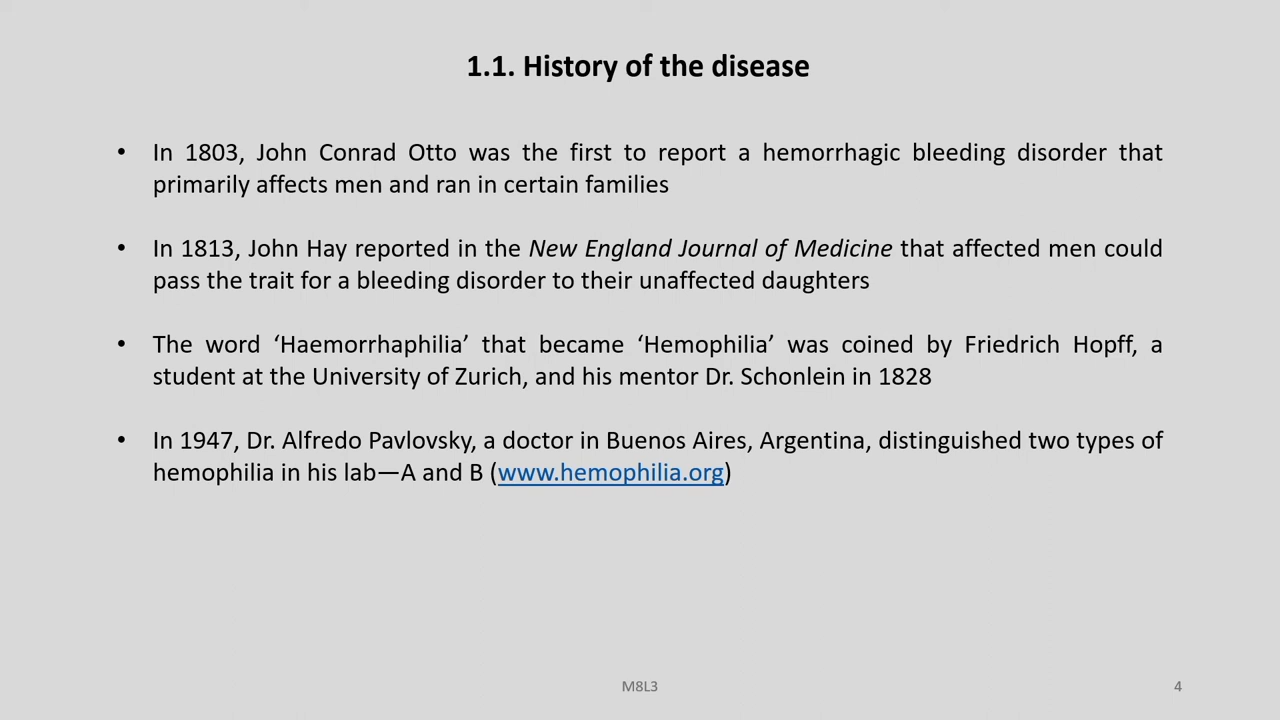 1.1. History of the disease
• In 1803, John Conrad Otto was the first to report a hemorrhagic bleeding disorder that
primarily affects men and ran in certain families
• In 1813, John Hay reported in the New England Journal of Medicine that affected men could
pass the trait for a bleeding disorder to their unaffected daughters
• The word ‘Haemorrhaphilia’ that became ‘Hemophilia’ was coined by Friedrich Hopff, a
student at the University of Zurich, and his mentor Dr. Schonlein in 1828
• In 1947, Dr. Alfredo Pavlovsky, a doctor in Buenos Aires, Argentina, distinguished two types of
hemophilia in his lab—A and B (www.hemophilia.org)
M8L3
4